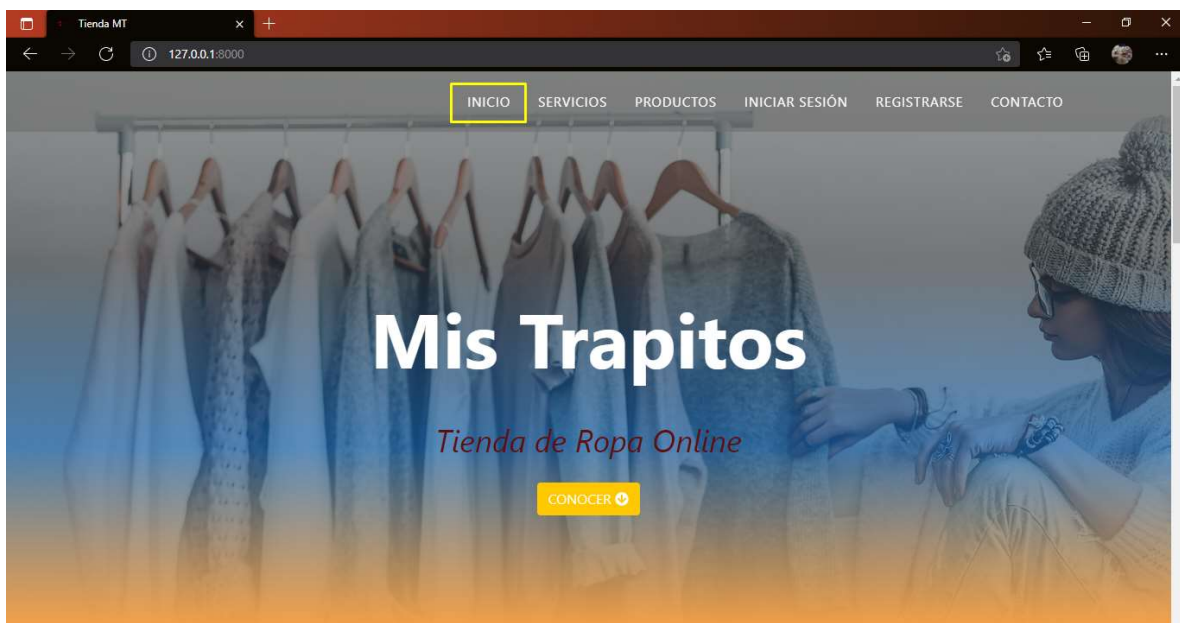 Tienda MT
127.0.0.1:8000
INICIO SERVICIOS PRODUCTOS INICIAR SESIÓN REGISTRARSE CONTACTO
Mis Trapitos
Tienda de Ropa Online
CONOCER